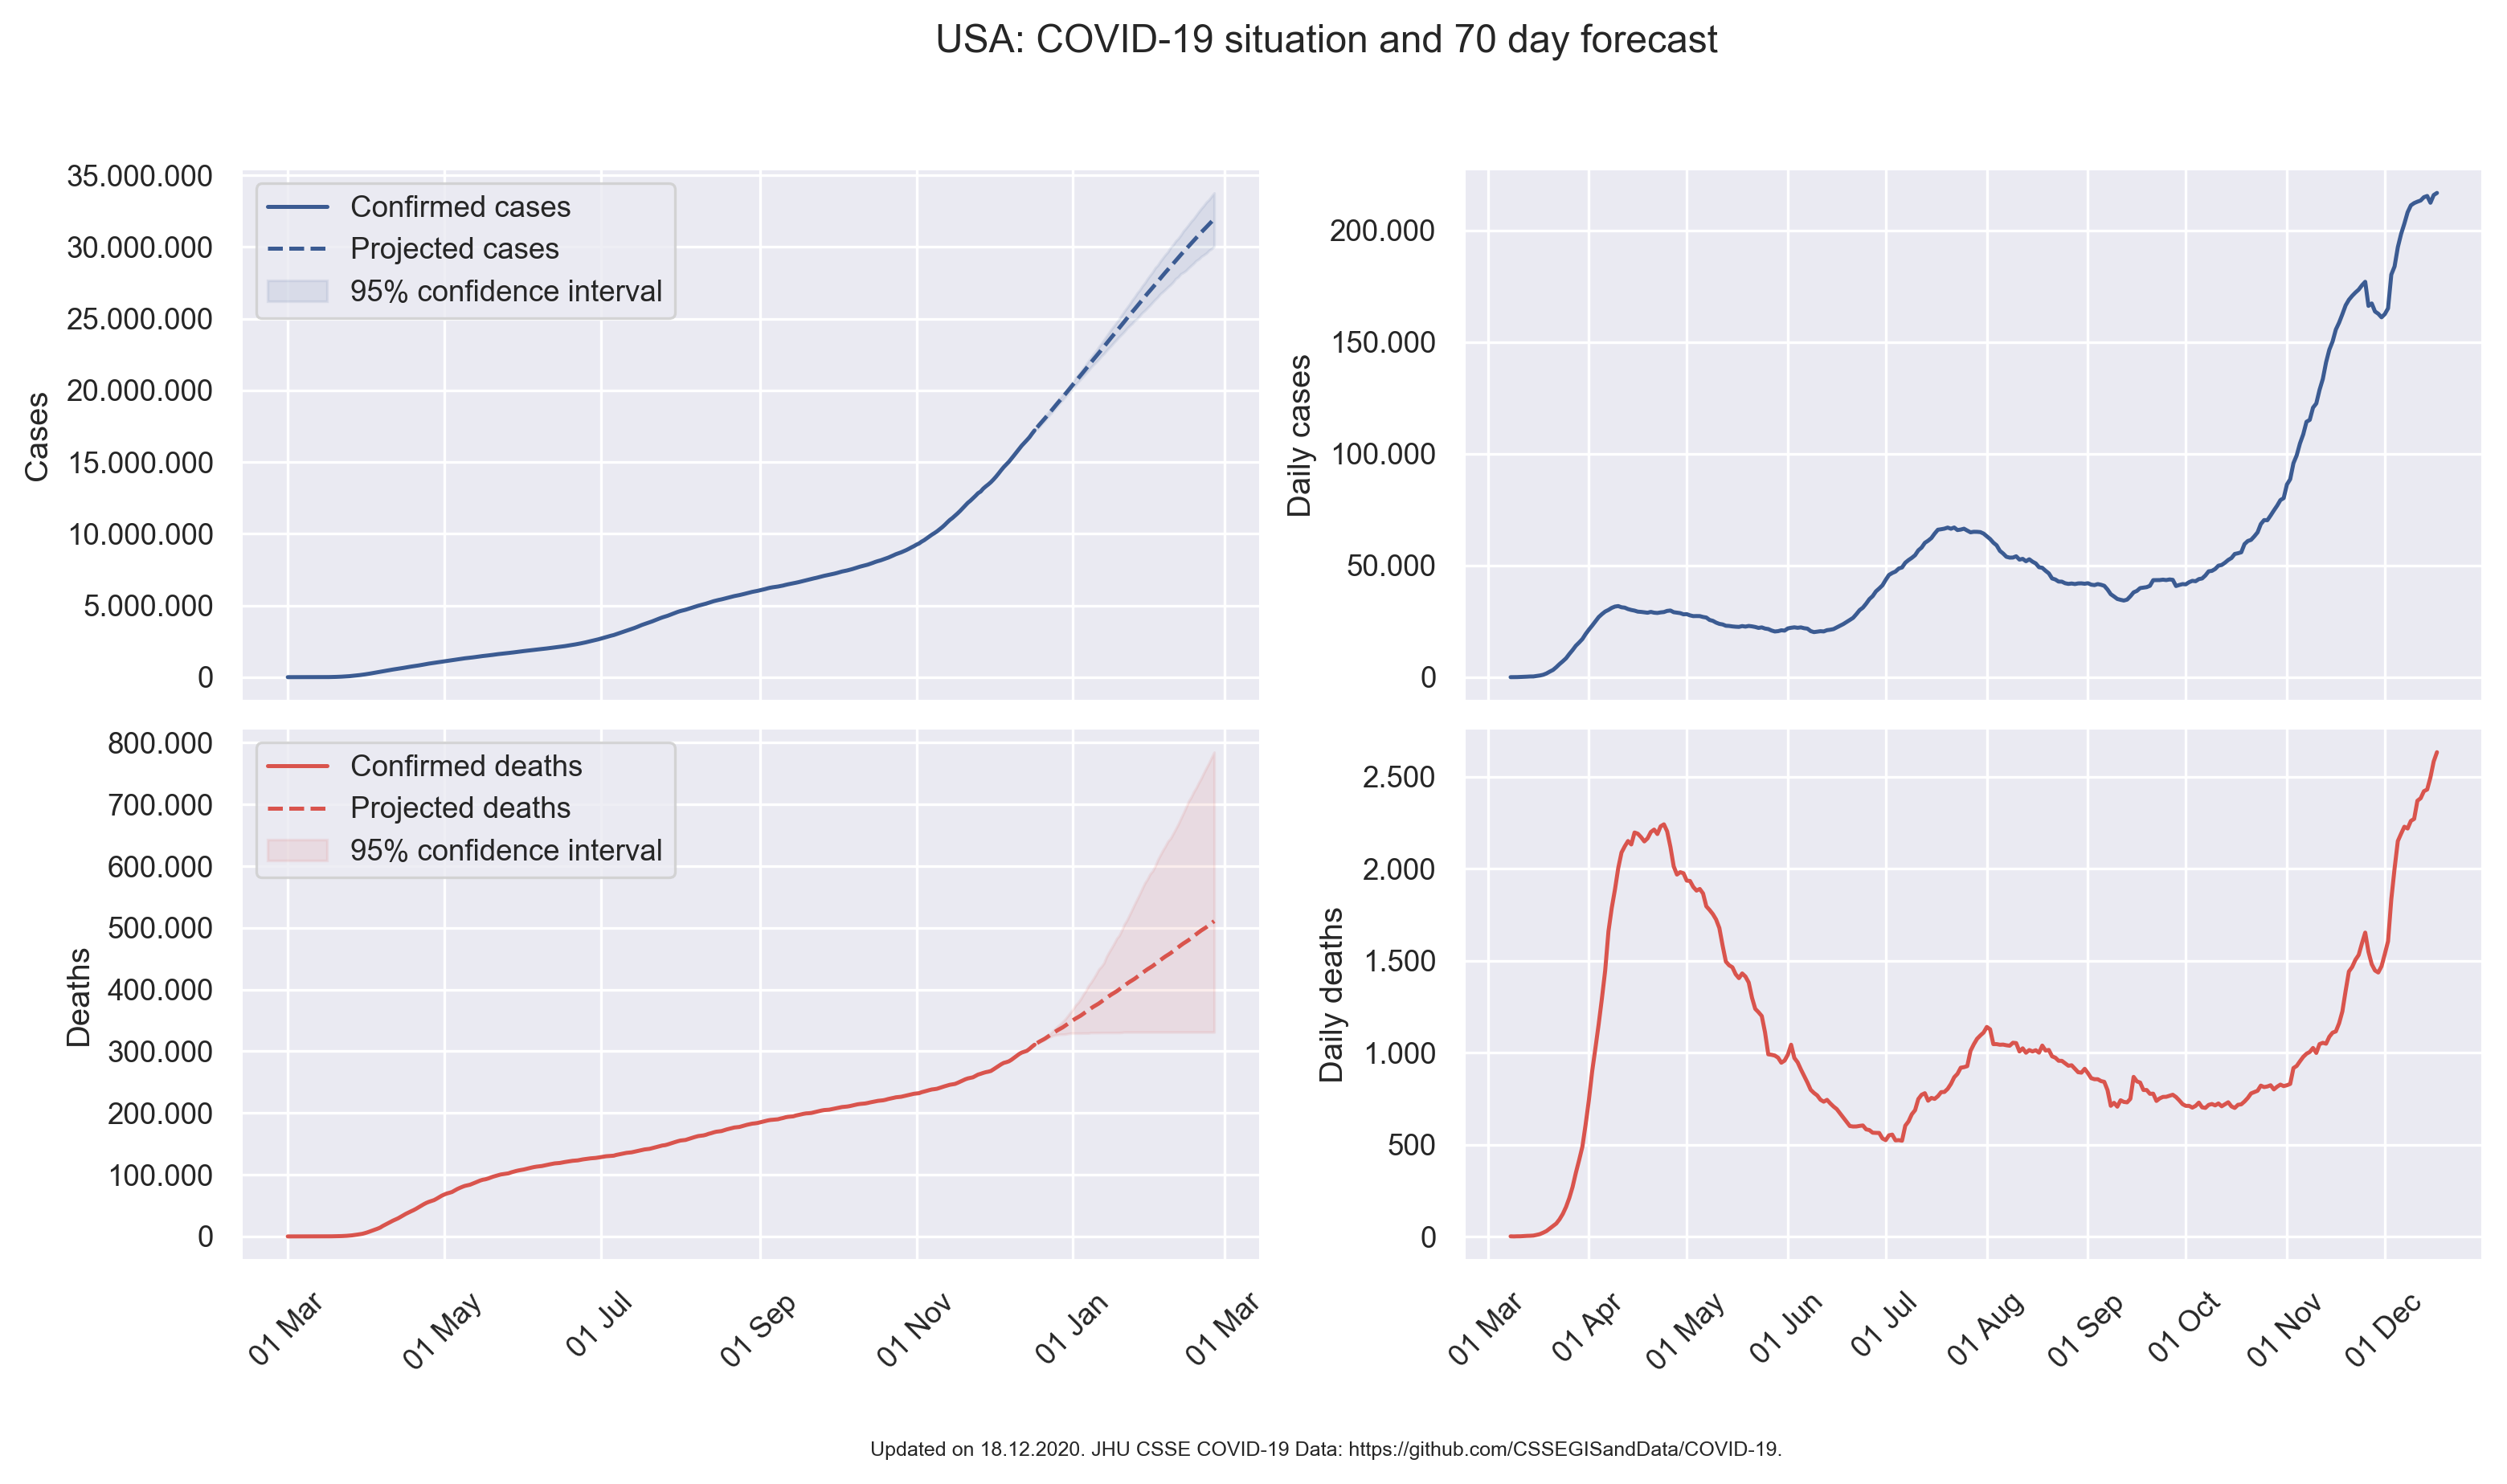 USA: COVID-19 situation and 70 day forecast
35.000.000
30.000.000
25.000.000
20.000.000
15.000.000
10.000.000
5.000.000
0
Cases
Confirmed cases
Projected cases
95% confidence interval
200.000
150.000
100.000
50.000
0
Daily cases
800.000
700.000
600.000
500.000
400.000
300.000
200.000
100.000
0
Deaths
Confirmed deaths
Projected deaths
95% confidence interval
01 Mar
01 May
01 Jul
01 Sep
01 Nov
01 Jan
01 Mar
2.500
2.000
1.500
1.000
500
0
Daily deaths
01 Mar
01 Apr
01 May
01 Jun
01 Jul
01 Aug
01 Sep
01 Oct
01 Nov
01 Dec
Updated on 18.12.2020. JHU CSSE COVID-19 Data: https://github.com/CSSEGISandData/COVID-19.